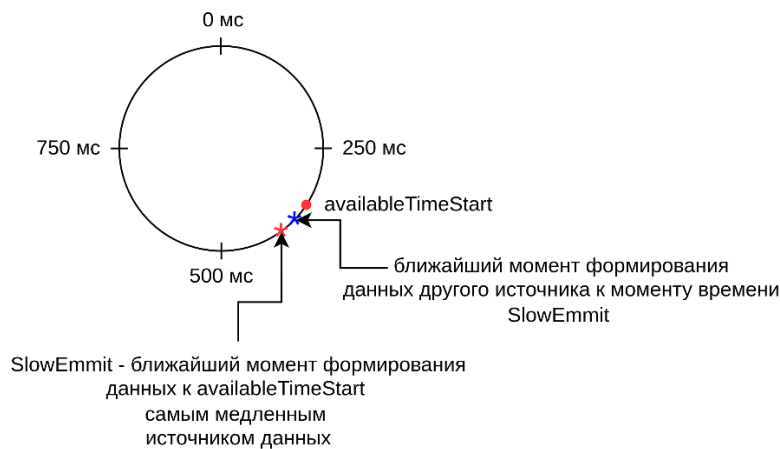 0 мс
750 мс
250 мс
availableTimeStart
500 мс
ближайший момент формирования
данных другого источника к моменту времени
SlowEmmit
SlowEmmit - ближайший момент формирования
данных к availableTimeStart
самым медленным
источником данных